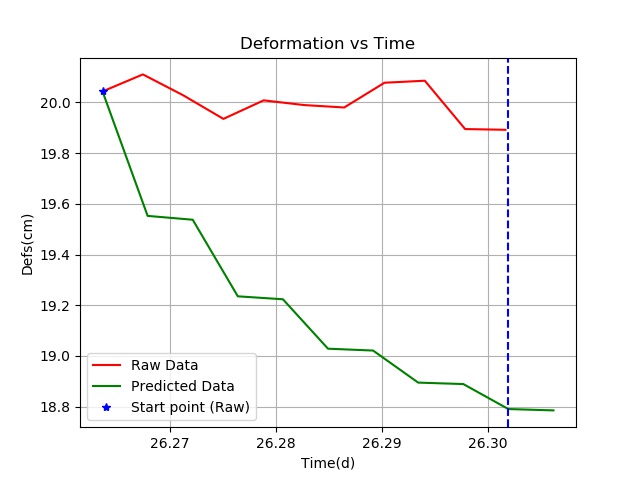 Deformation vs Time
Defs(cm)
20.0
19.8
19.6
19.4
19.2
19.0
18.8
Raw Data
Predicted Data
Start point (Raw)
26.27 26.28 26.29 26.30
Time(d)